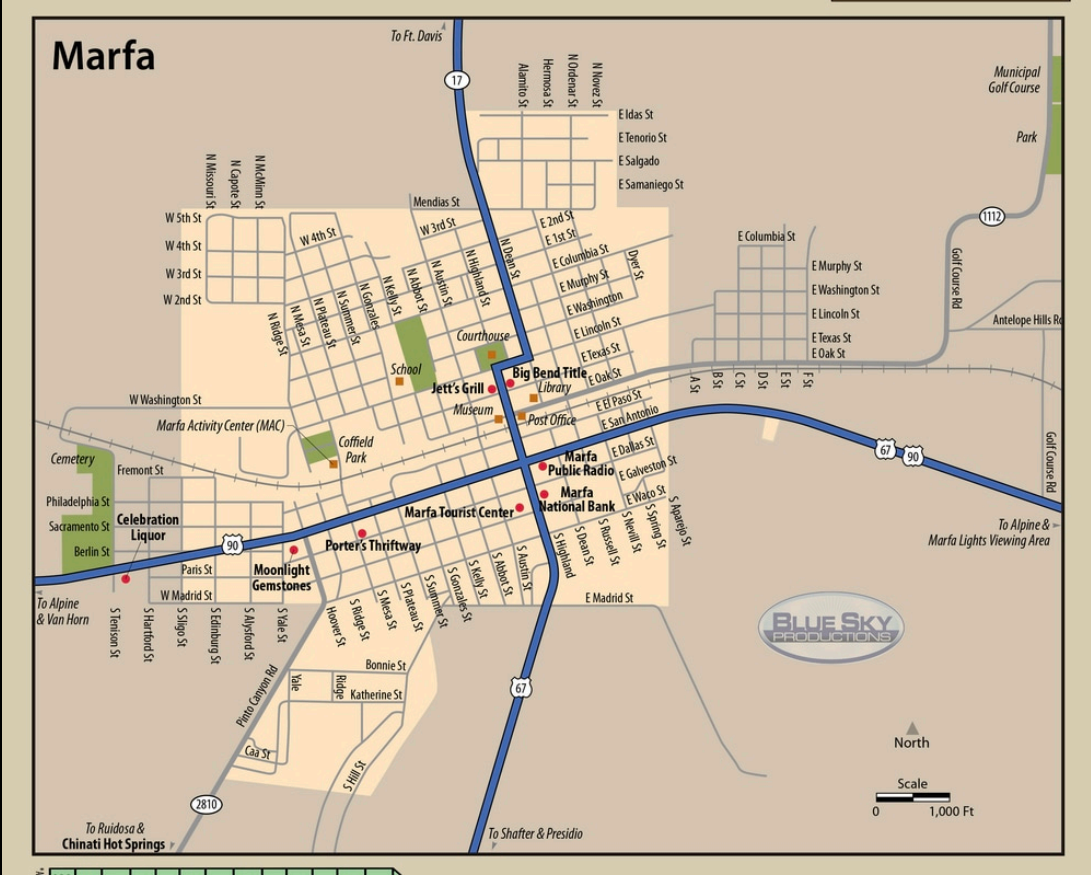 Marfa
To Ft. Davis
17
Alamito St
Hermosa St
N Ordenar St
N Novez St
Municipal
Golf Course
Park
E Idas St
E Tenorio St
E Salgado
E Samaniego St
N Missouri St
N Capote St
N McMinn St
W 5th St
W 4th St
W 3rd St
W 2nd St
Mendias St
W 3rd St
W 4th St
E 2nd St
E 1st St
E Columbia St
E Murphy St
E Washington
E Lincoln St
E Texas St
E Oak St
Dyer St
N Dean St
N Highland St
N Austin St
N Abbot St
N Kelly St
N Gonzales
N Summer St
N Plateau St
N Mesa St
N Ridge St
1112
E Columbia St
E Murphy St
E Washington St
E Lincoln St
E Texas St
E Oak St
Golf Course Rd
Antelope Hills Rd
A St
B St
C St
D St
E St
F St
Courthouse
School
Big Bend Title
Jett's Grill
Library
Museum
Post Office
W Washington St
Marfa Activity Center (MAC)
Coffield
Park
Cemetery
Fremont St
Philadelphia St
Sacramento St
Berlin St
Celebration
Liquor
90
Paris St
W Madrid St
Moonlight
Gemstones
Porter's Thriftway
Marfa Tourist Center
Marfa
Public Radio
Marfa
National Bank
E El Paso St
E San Antonio
E Dallas St
E Galveston St
E Waco St
S Aparejo St
S Spring St
S Nevill St
S Russell St
S Dean St
S Highland
S Austin St
S Abbot St
S Kelly St
S Gonzales St
S Summer St
S Plateau St
S Mesa St
S Ridge St
Hoover St
67
90
Golf Course Rd
To Alpine &
Marfa Lights Viewing Area
To Alpine
& Van Horn
S Tenison St
S Hartford St
S Sligo St
S Edinburg St
S Alysford St
S Yale St
E Madrid St
BLUE SKY
PRODUCTIONS
Bonnie St
Yale
Ridge
Katherine St
Pinto Canyon Rd
Caa St
S Hill St
67
2810
North
Scale
0
1,000 Ft
To Ruidosa &
Chinati Hot Springs
To Shafter & Presidio